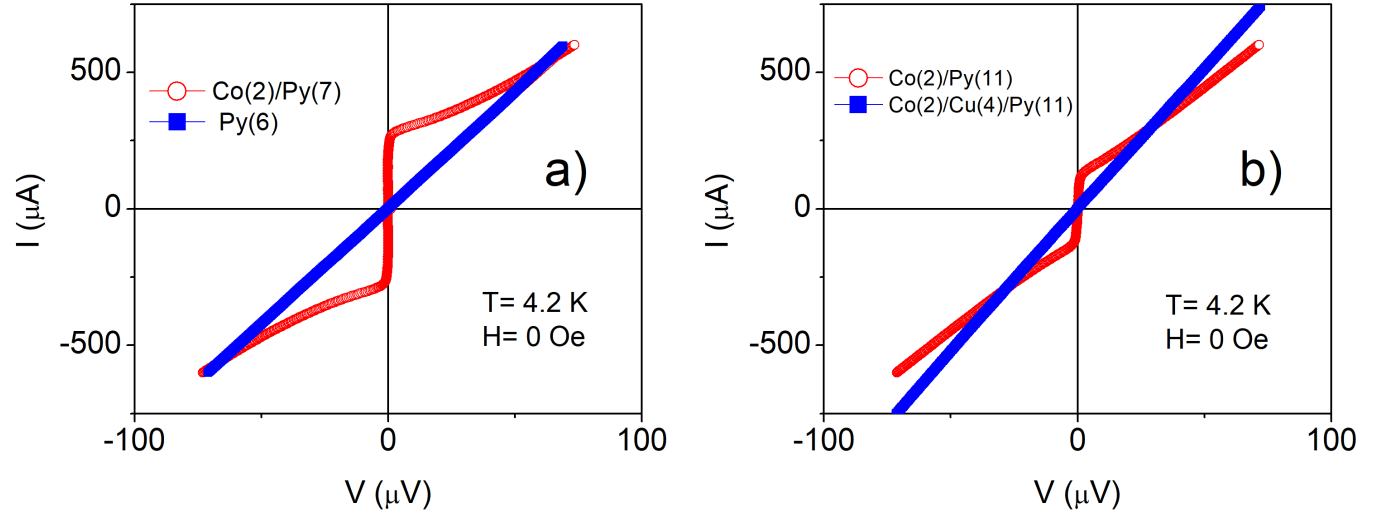 500
0
-500
-100
0
100
I (μA)
V (μV)
Co(2)/Py(7)
Py(6)
a)
T= 4.2 K
H= 0 Oe
500
0
-500
-100
0
100
I (μA)
V (μV)
Co(2)/Py(11)
Co(2)/Cu(4)/Py(11)
b)
T= 4.2 K
H= 0 Oe